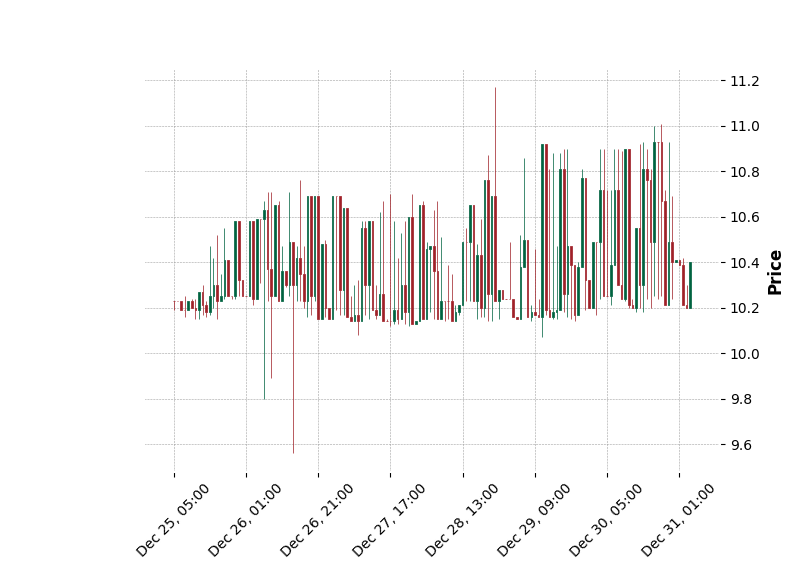 11.2
11.0
10.8
10.6
10.4
10.2
10.0
9.8
9.6
Price
Dec 25, 05:00
Dec 26, 01:00
Dec 26, 21:00
Dec 27, 17:00
Dec 28, 13:00
Dec 29, 09:00
Dec 30, 05:00
Dec 31, 01:00